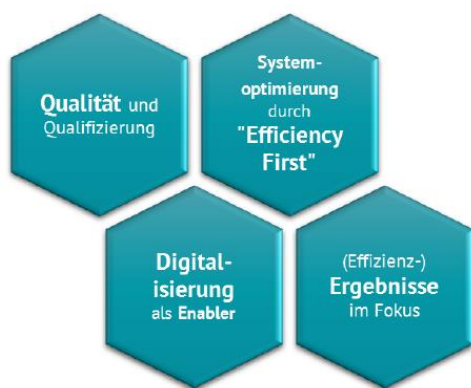 Qualität und
Qualifizierung
System-
optimierung
durch
"Efficiency
First"
Digital-
isierung
als Enabler
(Effizienz-)
Ergebnisse
im Fokus